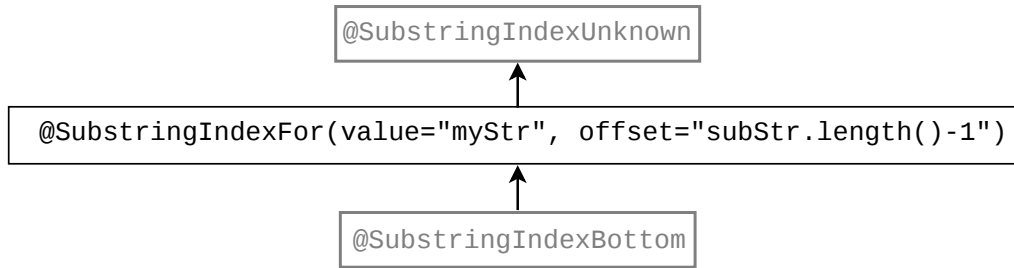 @SubstringIndexUnknown
@SubstringIndexFor(value="myStr", offset="subStr.length()-1")
@SubstringIndexBottom